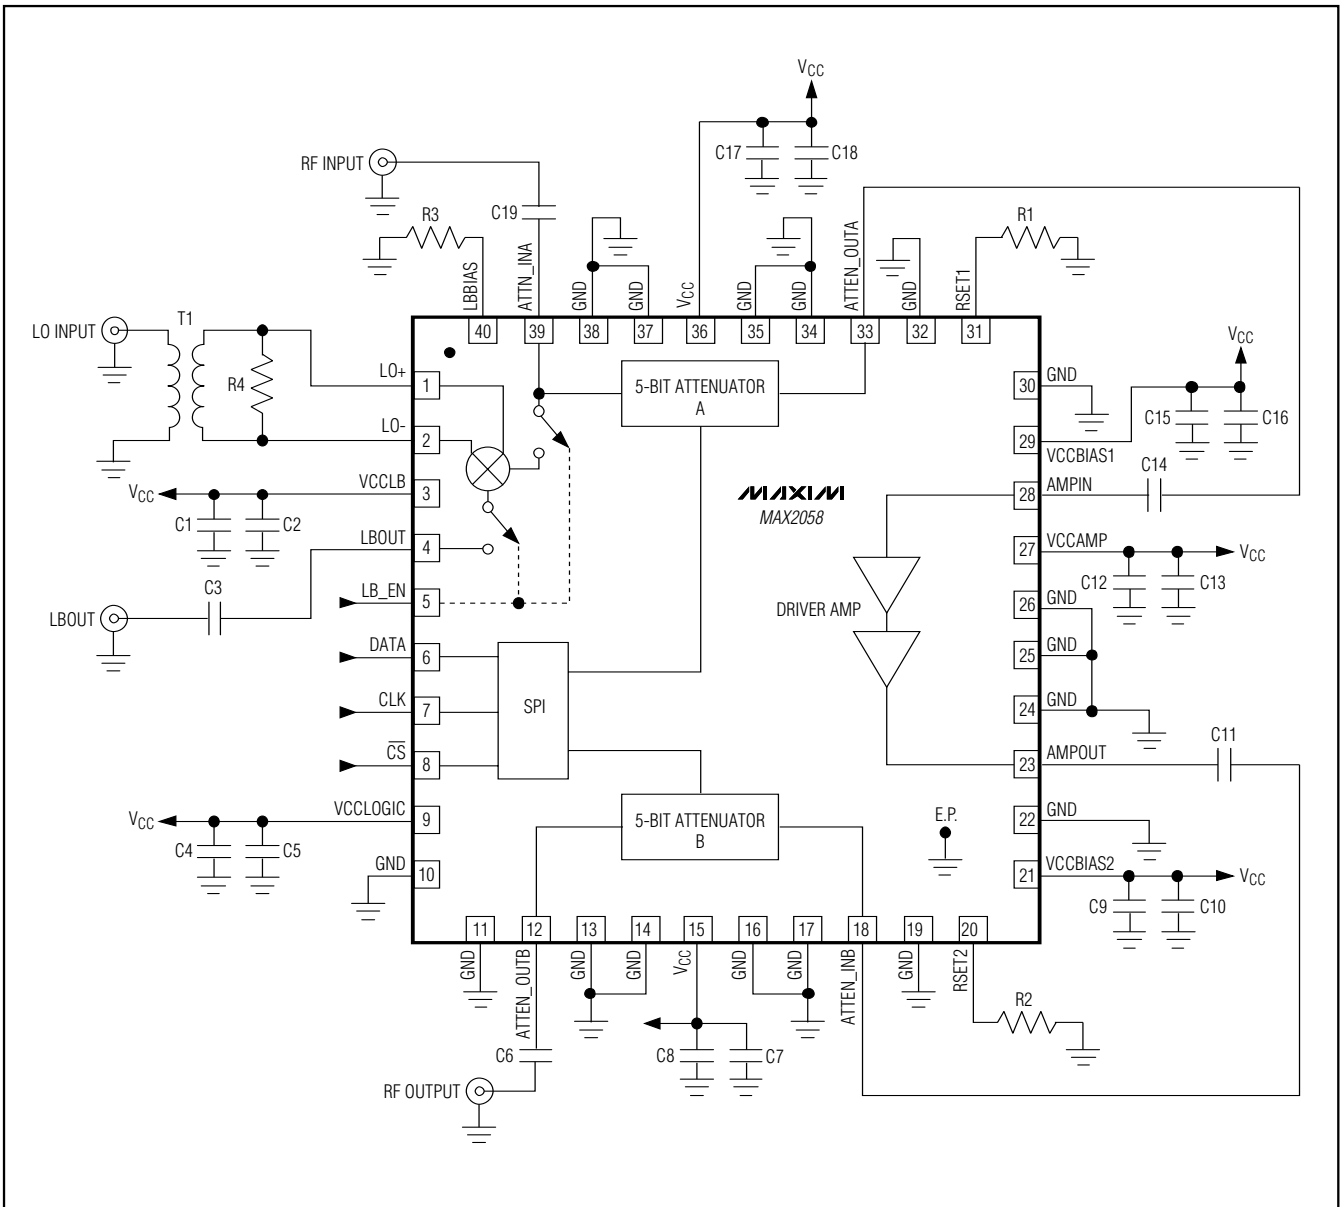 VCC
C17
C18
RF INPUT
C19
R3
R1
LBBIAS
ATTN_INA
GND
GND
VCC
GND
GND
ATTEN_OUTA
GND
RSET1
40
39
38
37
36
35
34
33
32
31
LO INPUT
T1
R4
LO+
1
LO-
2
VCC
VCCLB
3
C1
C2
LBOUT
4
C3
LBOUT
LB_EN
5
DATA
6
CLK
7
CS
8
VCC
VCCLOGIC
9
C4
C5
GND
10
5-BIT ATTENUATOR
A
MAXIM
MAX2058
DRIVER AMP
SPI
5-BIT ATTENUATOR
B
E.P.
30
GND
VCC
C15
C16
29
VCCBIAS1
C14
28
AMPIN
27
VCCAMP
VCC
C12
C13
26
GND
25
GND
24
GND
C11
23
AMPOUT
22
GND
21
VCCBIAS2
VCC
C9
C10
11
12
13
14
15
16
17
18
19
20
GND
ATTEN_OUTB
GND
GND
VCC
GND
GND
ATTEN_INB
GND
RSET2
R2
C6
C8
C7
RF OUTPUT